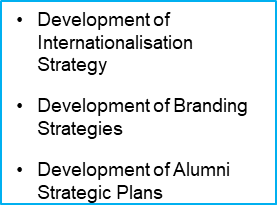 • Development of
Internationalisation
Strategy
• Development of Branding
Strategies
• Development of Alumni
Strategic Plans